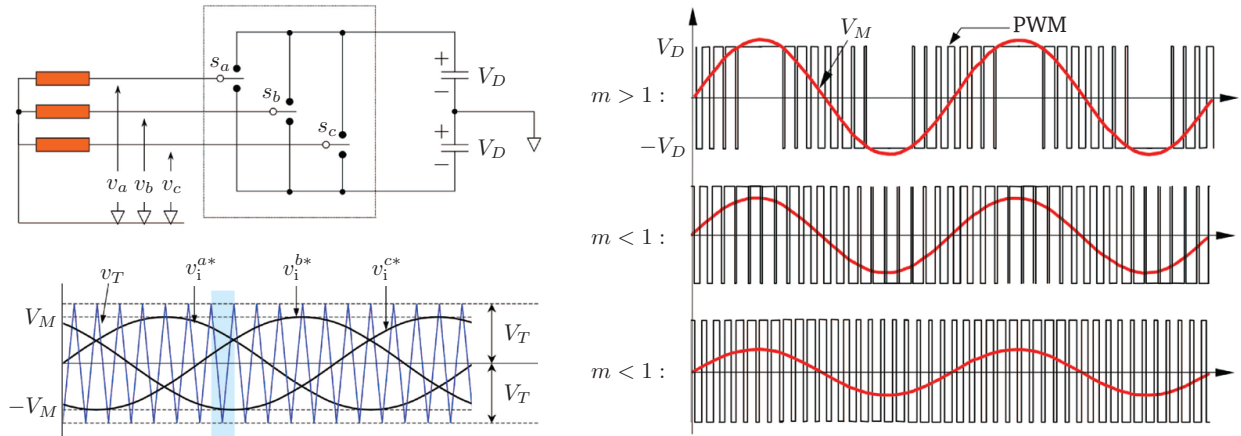 s_a
s_b
s_c
+
−
V_D
+
−
V_D
v_a v_b v_c
v_T v_i^{a*} v_i^{b*} v_i^{c*}
V_M
−V_M
V_T
V_T
V_M PWM
V_D
m > 1 :
−V_D
m < 1 :
m < 1 :